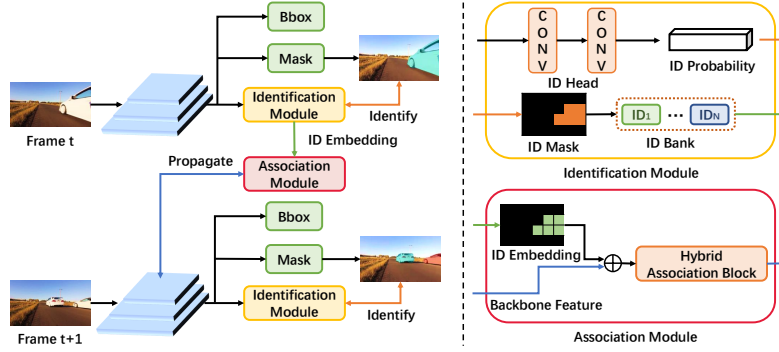 Bbox
Mask
Identification
Module
Frame t
Identify
ID Embedding
Propagate
Association
Module
Bbox
Mask
Identification
Module
Frame t+1
Identify
C
O
N
V
C
O
N
V
ID Head
ID Probability
ID Mask
ID1 ... IDN
ID Bank
Identification Module
ID Embedding
Hybrid
Association Block
Backbone Feature
Association Module